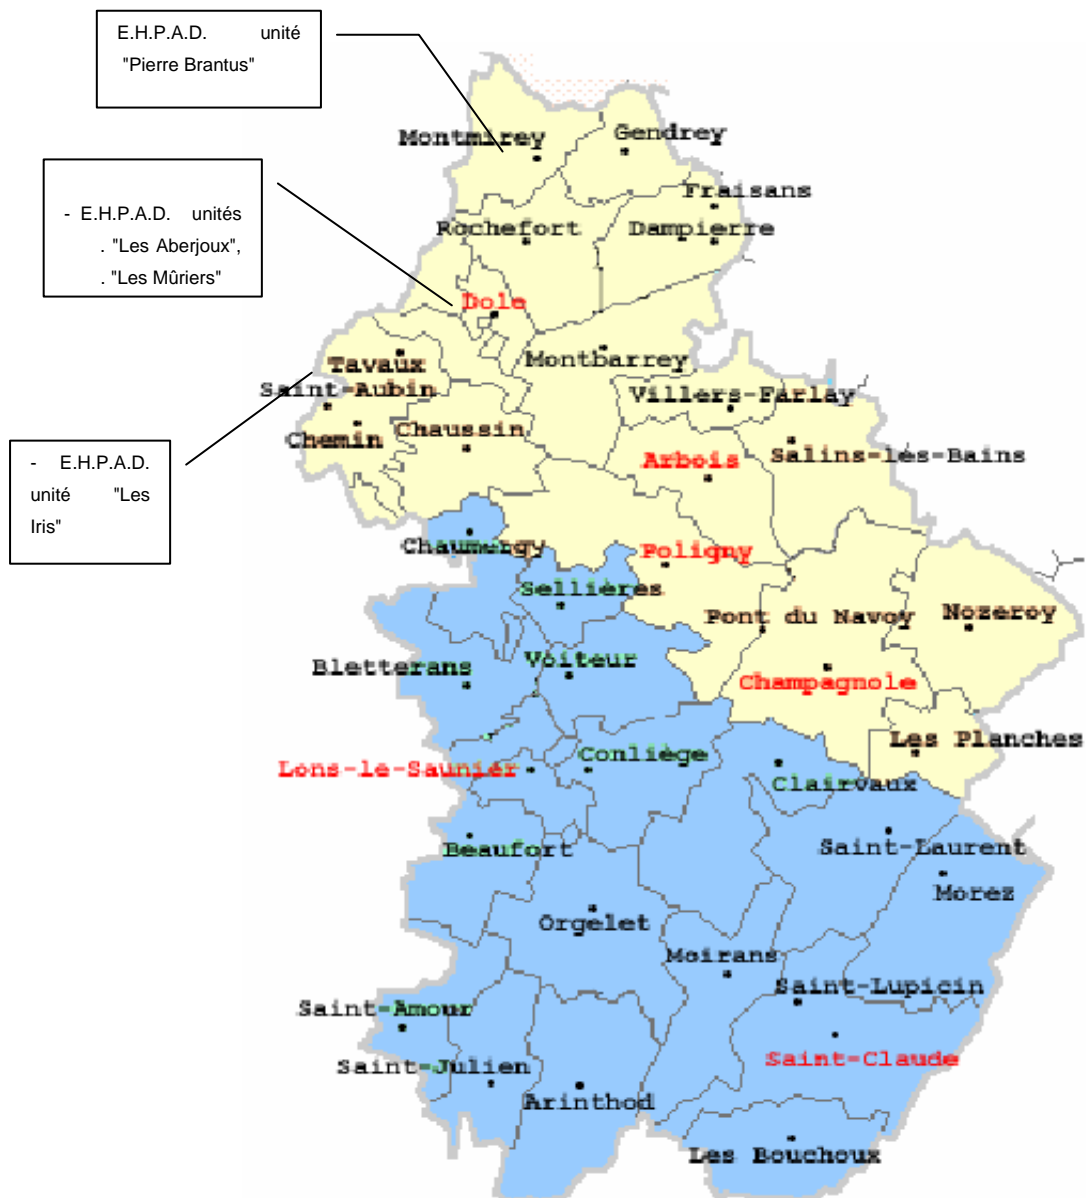 E.H.P.A.D. unité
"Pierre Brantus"
- E.H.P.A.D. unités
. "Les Aberjoux",
. "Les Mûriers"
- E.H.P.A.D.
unité "Les
Iris"
Montmirey
Gendrey
Fraisans
Rochefort
Dampierre
Dole
Tavaux
Montbarrey
Saint-Aubin
Villers-Farlay
Chemin
Chaussin
Arbois
Salins-les-Bains
Chaumergy
Poligny
Sellières
Pont du Navoy
Nozeroy
Bletterans
Voiteur
Champagnole
Les Planches
Lons-le-Saunier
Conliège
Clairvaux
Beaufort
Saint-Laurent
Morez
Orgelet
Moirans
Saint-Lupicin
Saint-Amour
Saint-Claude
Saint-Julien
Arinthod
Les Bouchoux